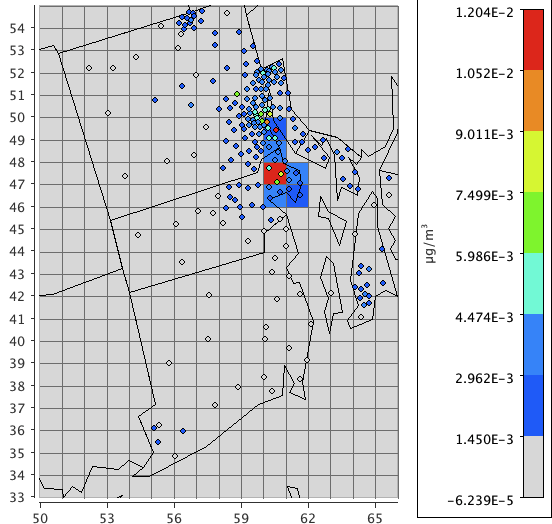 54
53
52
51
50
49
48
47
46
45
44
43
42
41
40
39
38
37
36
35
34
33
50 53 56 59 62 65
1.204E-2
1.052E-2
9.011E-3
7.499E-3
5.986E-3
4.474E-3
2.962E-3
1.450E-3
-6.239E-5
µg/m³